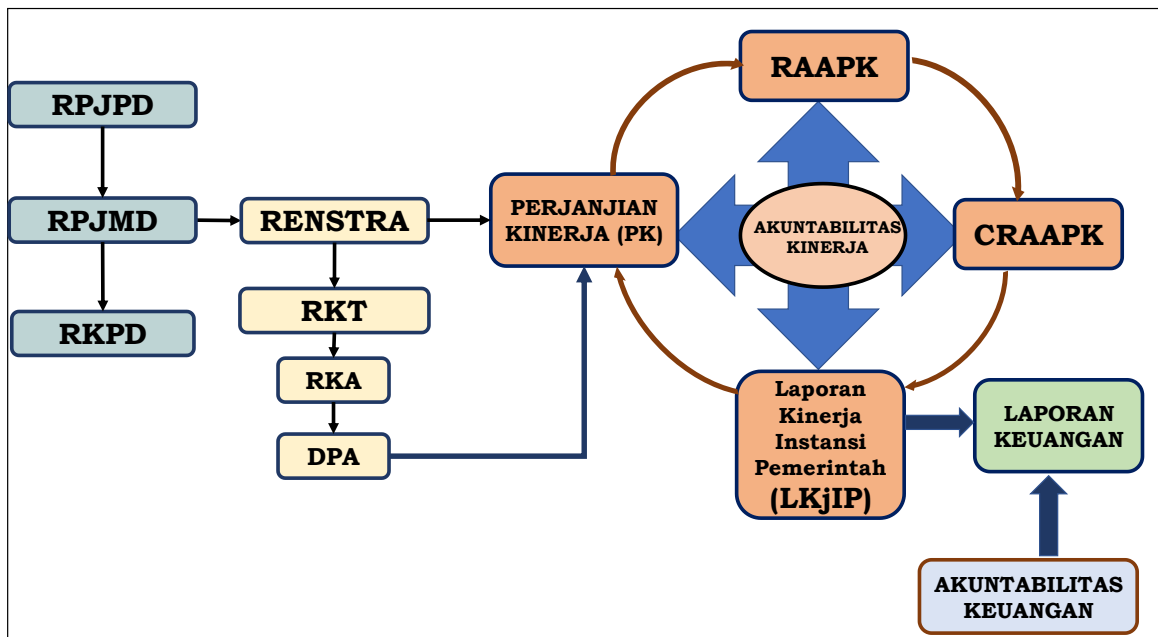 RPJPD
RPJMD
RKPD
RENSTRA
RKT
RKA
DPA
PERJANJIAN
KINERJA (PK)
RAAPK
AKUNTABILITAS
KINERJA
CRAAPK
Laporan
Kinerja
Instansi
Pemerintah
(LKjIP)
LAPORAN
KEUANGAN
AKUNTABILITAS
KEUANGAN